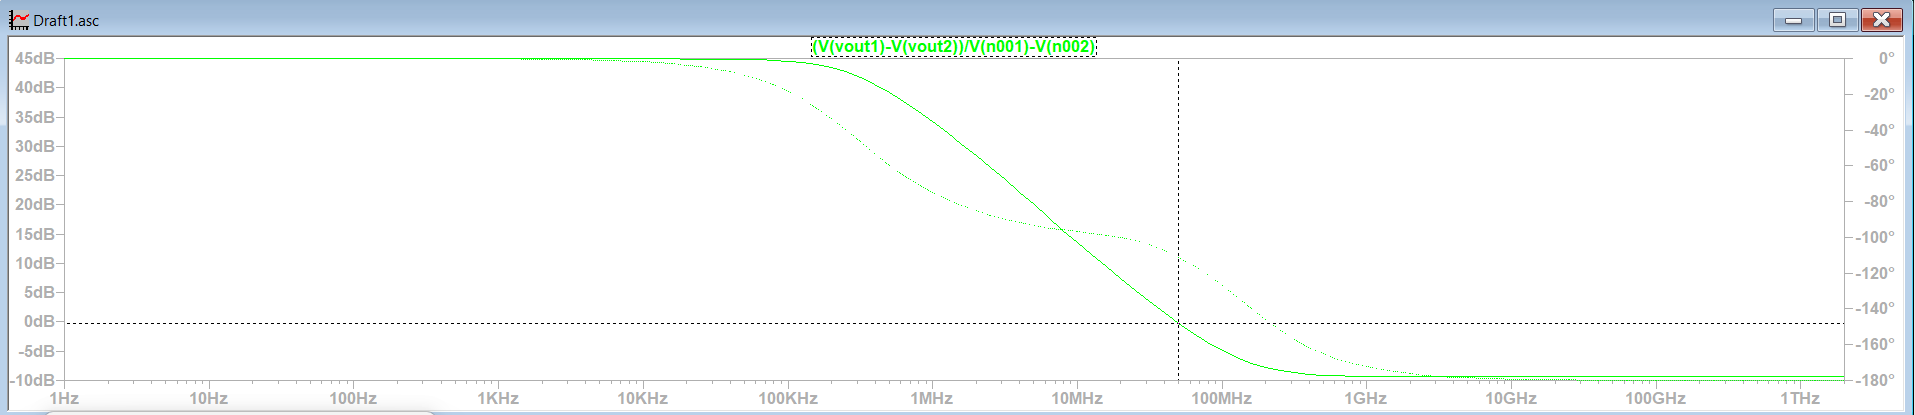 Draft1.asc
(V(vout1)-V(vout2))/V(n001)-V(n002)
45dB 0°
40dB -20°
35dB -40°
30dB -60°
25dB -80°
20dB -100°
15dB -120°
10dB -140°
5dB -160°
0dB -180°
-5dB
-10dB
1Hz 10Hz 100Hz 1KHz 10KHz 100KHz 1MHz 10MHz 100MHz 1GHz 10GHz 100GHz 1THz